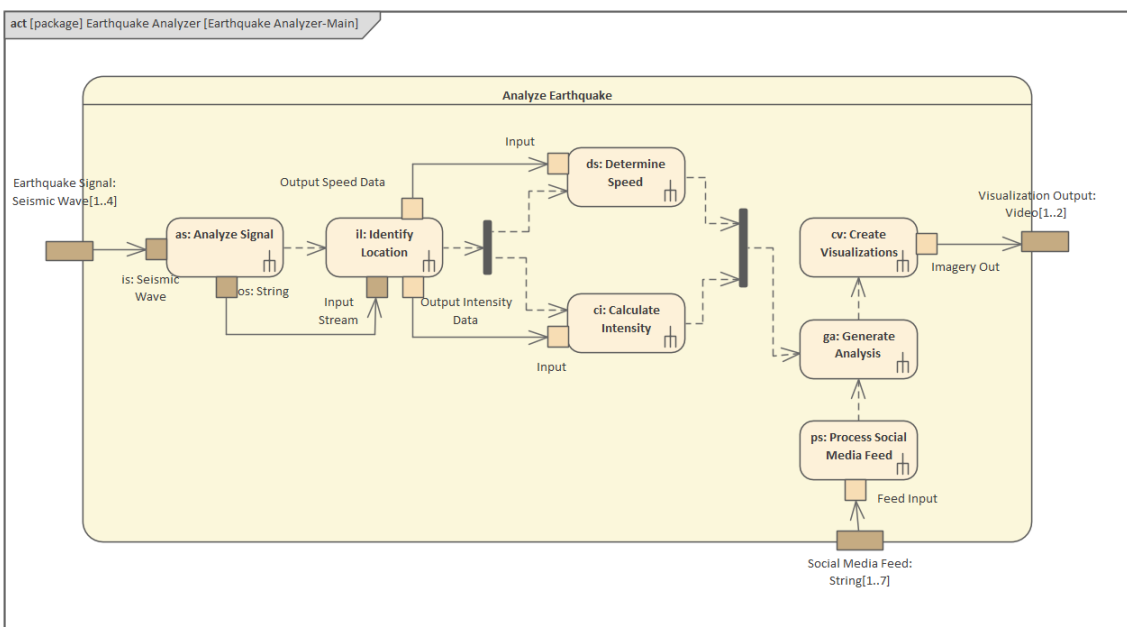 act [package] Earthquake Analyzer [Earthquake Analyzer-Main]
Analyze Earthquake
Earthquake Signal:
Seismic Wave[1..4]
is: Seismic
Wave
as: Analyze Signal
os: String
Output Speed Data
il: Identify
Location
Input
Stream
Output Intensity
Data
Input
ds: Determine
Speed
ci: Calculate
Intensity
Input
cv: Create
Visualizations
Imagery Out
Visualization Output:
Video[1..2]
ga: Generate
Analysis
ps: Process Social
Media Feed
Feed Input
Social Media Feed:
String[1..7]